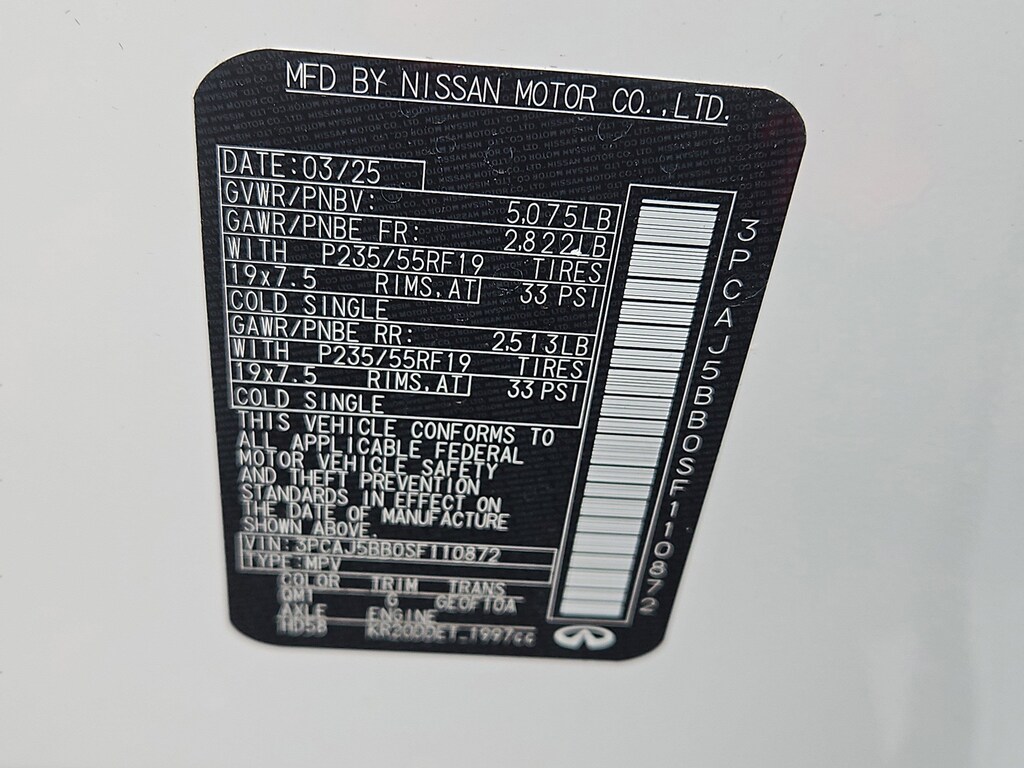 MFD BY NISSAN MOTOR CO.,LTD.
DATE:03/25
GVWR/PNBV: 5,075LB
GAWR/PNBE FR: 2,822LB
WITH P235/55RF19 TIRES
19x7.5 RIMS,AT 33 PSI
COLD SINGLE
GAWR/PNBE RR: 2,513LB
WITH P235/55RF19 TIRES
19x7.5 RIMS,AT 33 PSI
COLD SINGLE
THIS VEHICLE CONFORMS TO
ALL APPLICABLE FEDERAL
MOTOR VEHICLE SAFETY
AND THEFT PREVENTION
STANDARDS IN EFFECT ON
THE DATE OF MANUFACTURE
SHOWN ABOVE.
VIN:3PCAJ5BB0SF110872
TYPE:MPV
COLOR TRIM TRANS
QM1 G GE0F10A
AXLE ENGINE
HD58 KR20DDET 1997cc
3PCAJ5BB0SF110872